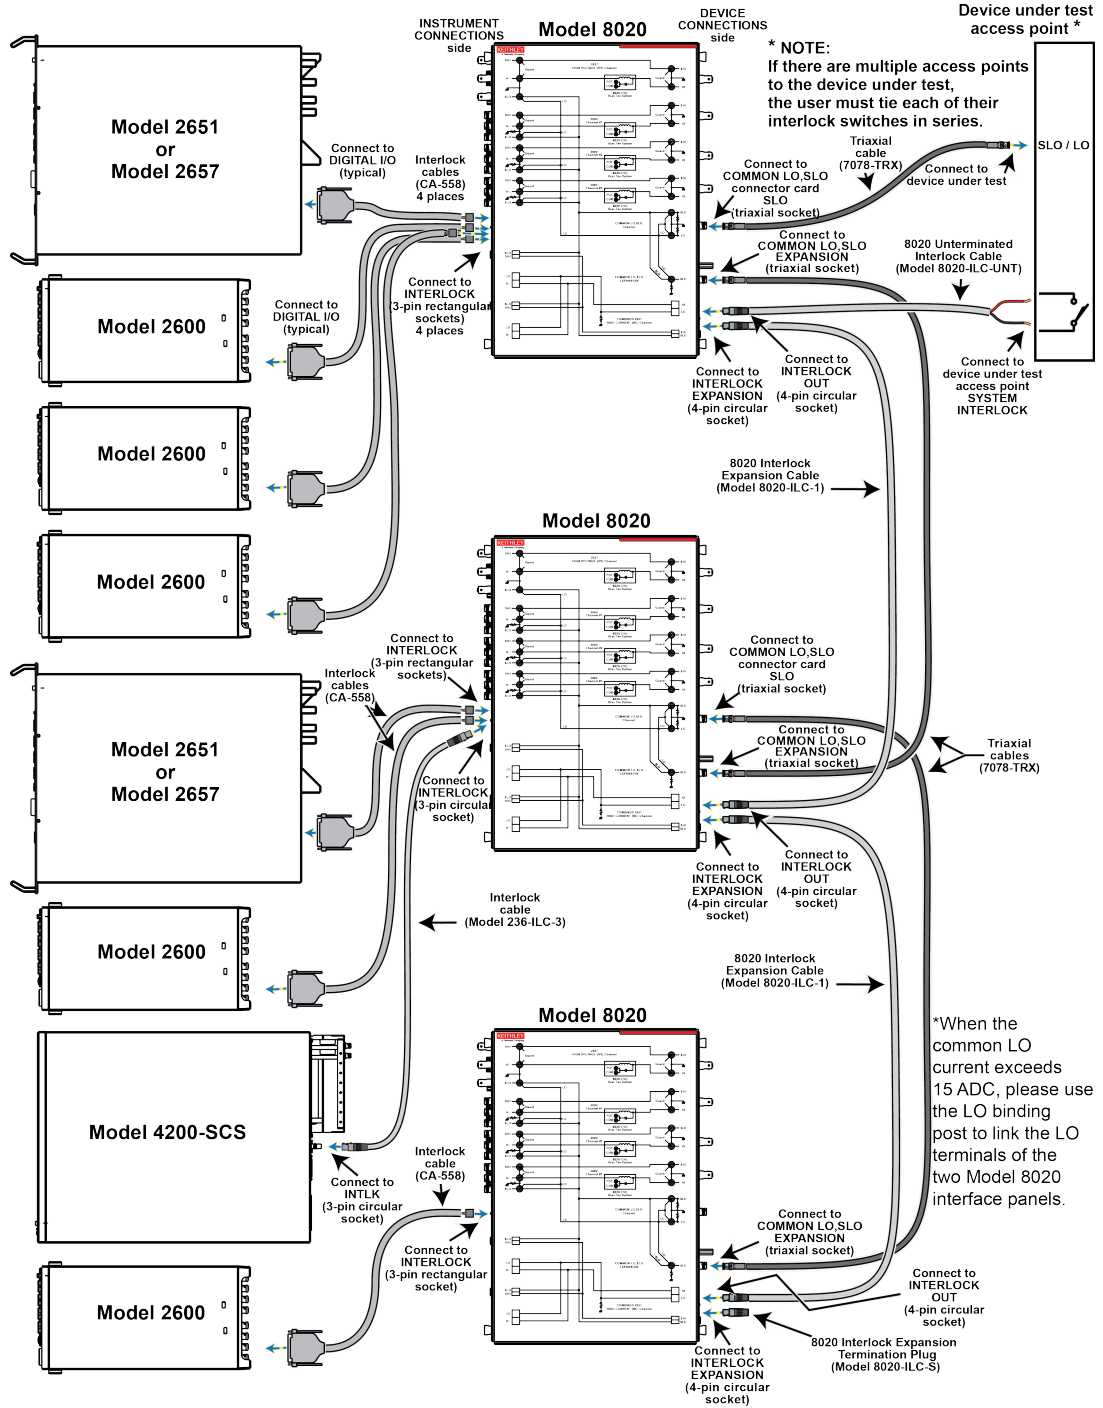 INSTRUMENT
CONNECTIONS
side
Model 8020
DEVICE
CONNECTIONS
side
Device under test
access point *
* NOTE:
If there are multiple access points
to the device under test,
the user must tie each of their
interlock switches in series.
KEITHLEY
Model 2651
or
Model 2657
Connect to
DIGITAL I/O
(typical)
Interlock
cables
(CA-558)
4 places
Triaxial
cable
(7078-TRX)
Connect to
device under test
SLO / LO
Connect to
COMMON LO,SLO
connector card
SLO
(triaxial socket)
Connect to
COMMON LO,SLO
EXPANSION
(triaxial socket)
8020 Unterminated
Interlock Cable
(Model 8020-ILC-UNT)
Connect to
INTERLOCK
(3-pin rectangular
sockets)
4 places
Model 2600
Connect to
DIGITAL I/O
(typical)
Connect to
INTERLOCK
EXPANSION
(4-pin circular
socket)
Connect to
INTERLOCK
OUT
(4-pin circular
socket)
Connect to
device under test
access point
SYSTEM
INTERLOCK
Model 2600
8020 Interlock
Expansion Cable
(Model 8020-ILC-1)
Model 2600
Model 8020
KEITHLEY
Connect to
INTERLOCK
(3-pin rectangular
sockets)
Interlock
cables
(CA-558)
Model 2651
or
Model 2657
Connect to
INTERLOCK
(3-pin circular
socket)
Connect to
COMMON LO,SLO
connector card
SLO
(triaxial socket)
Connect to
COMMON LO,SLO
EXPANSION
(triaxial socket)
Triaxial
cables
(7078-TRX)
Connect to
INTERLOCK
EXPANSION
(4-pin circular
socket)
Connect to
INTERLOCK
OUT
(4-pin circular
socket)
Interlock
cable
(Model 236-ILC-3)
Model 2600
8020 Interlock
Expansion Cable
(Model 8020-ILC-1)
Model 8020
KEITHLEY
*When the
common LO
current exceeds
15 ADC, please use
the LO binding
post to link the LO
terminals of the
two Model 8020
interface panels.
Model 4200-SCS
Connect to
INTLK
(3-pin circular
socket)
Interlock
cable
(CA-558)
Connect to
INTERLOCK
(3-pin rectangular
socket)
Connect to
COMMON LO,SLO
EXPANSION
(triaxial socket)
Connect to
INTERLOCK
OUT
(4-pin circular
socket)
Model 2600
8020 Interlock Expansion
Termination Plug
(Model 8020-ILC-S)
Connect to
INTERLOCK
EXPANSION
(4-pin circular
socket)